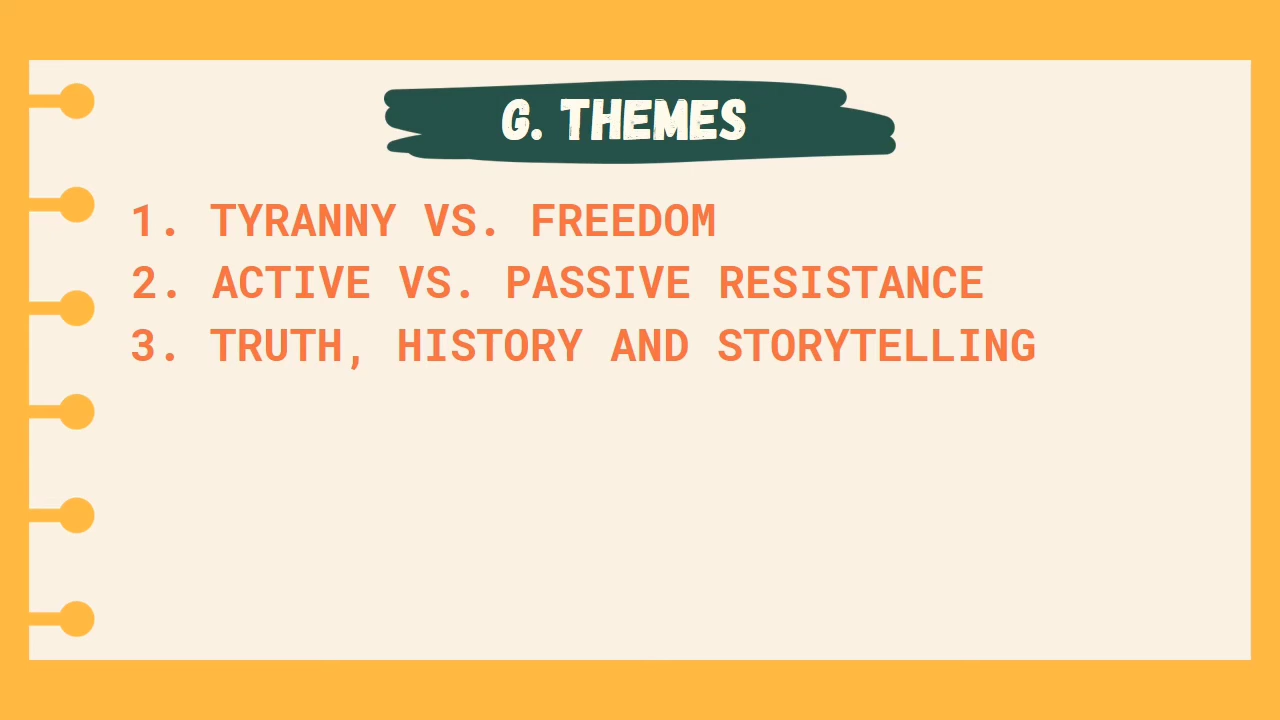 G. THEMES
1. TYRANNY VS. FREEDOM
2. ACTIVE VS. PASSIVE RESISTANCE
3. TRUTH, HISTORY AND STORYTELLING